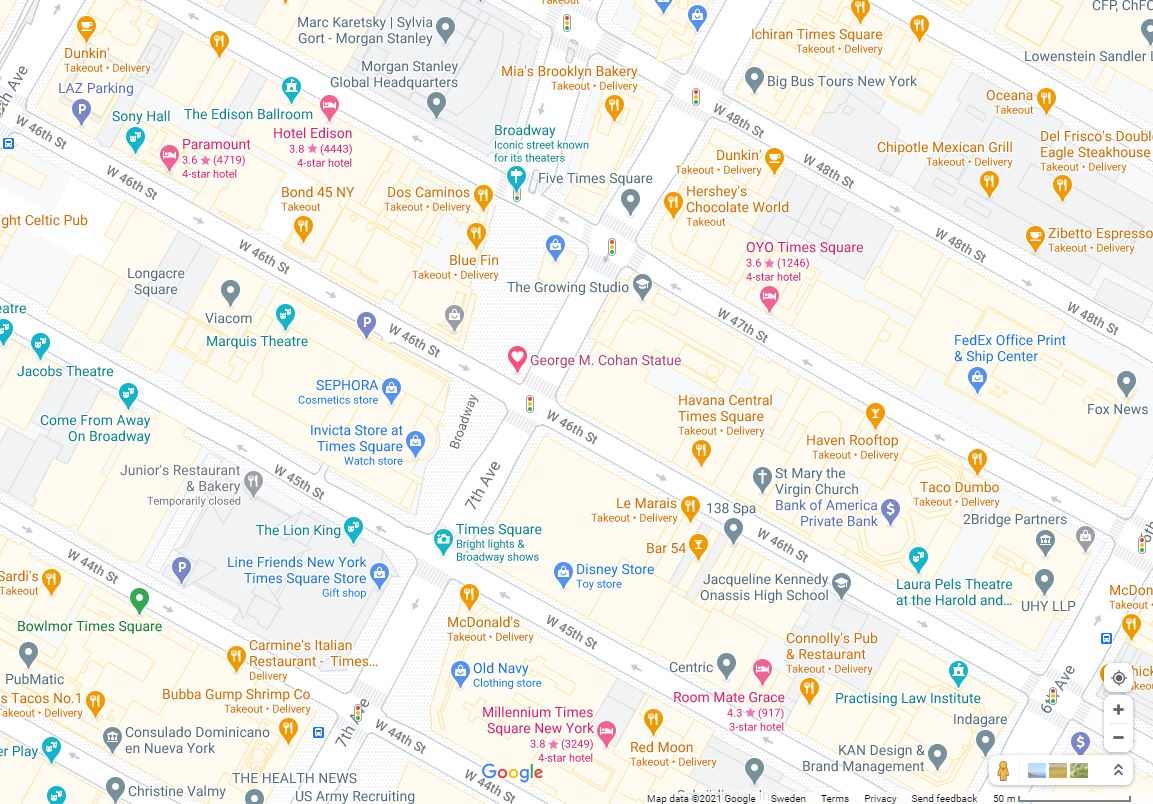 Takeout
Marc Karetsky | Sylvia
Gort - Morgan Stanley
Ichiran Times Square
Takeout • Delivery
CFP, ChFC
Dunkin'
Takeout • Delivery
Lowenstein Sandler L
Morgan Stanley
Global Headquarters
Mia's Brooklyn Bakery
Takeout • Delivery
Big Bus Tours New York
LAZ Parking
P
Oceana
Takeout
Sony Hall
The Edison Ballroom
Hotel Edison
3.8 ★ (4443)
4-star hotel
W 46th St
W 48th St
Broadway
Iconic street known
for its theaters
Paramount
3.6 ★ (4719)
4-star hotel
Dunkin'
Takeout • Delivery
Chipotle Mexican Grill
Takeout • Delivery
Del Frisco's Double
Eagle Steakhouse
Takeout • Delivery
W 48th St
W 46th St
Five Times Square
Bond 45 NY
Takeout
Dos Caminos
Takeout • Delivery
Hershey's
Chocolate World
Takeout
ght Celtic Pub
Zibetto Espresso
Takeout • Delivery
W 48th St
W 46th St
Blue Fin
Takeout • Delivery
OYO Times Square
3.6 ★ (1246)
4-star hotel
Longacre
Square
The Growing Studio
Viacom
W 47th St
W 48th St
eatre
Marquis Theatre
P
W 46th St
FedEx Office Print
& Ship Center
Jacobs Theatre
George M. Cohan Statue
SEPHORA
Cosmetics store
Fox News
Come From Away
On Broadway
Havana Central
Times Square
Takeout • Delivery
Broadway
W 46th St
Invicta Store at
Times Square
Watch store
Haven Rooftop
Takeout • Delivery
Junior's Restaurant
& Bakery
Temporarily closed
W 45th St
7th Ave
St Mary the
Virgin Church
Taco Dumbo
Takeout • Delivery
Le Marais
Takeout • Delivery
138 Spa
Bank of America
Private Bank
$
2Bridge Partners
The Lion King
Times Square
Bright lights &
Broadway shows
Bar 54
W 46th St
W 44th St
P
Line Friends New York
Times Square Store
Gift shop
Disney Store
Toy store
Jacqueline Kennedy
Onassis High School
Laura Pels Theatre
at the Harold and...
UHY LLP
Sardi's
Takeout
McDon
Takeout • D
Bowlmor Times Square
McDonald's
Takeout • Delivery
W 45th St
Carmine's Italian
Restaurant - Times...
Delivery
Connolly's Pub
& Restaurant
Takeout • Delivery
PubMatic
Old Navy
Clothing store
Centric
s Tacos No.1
Takeout • Delivery
Bubba Gump Shrimp Co
Takeout • Delivery
Room Mate Grace
4.3 ★ (917)
3-star hotel
Practising Law Institute
6th Ave
Millennium Times
Square New York
3.8 ★ (3249)
4-star hotel
Indagare
7th Ave
Consulado Dominicano
en Nueva York
W 44th St
Red Moon
Takeout • Delivery
KAN Design &
Brand Management
$
er Play
W 44th St
Google
THE HEALTH NEWS
US Army Recruiting
Christine Valmy
Map data ©2021 Google
Sweden
Terms
Privacy
Send feedback
50 m